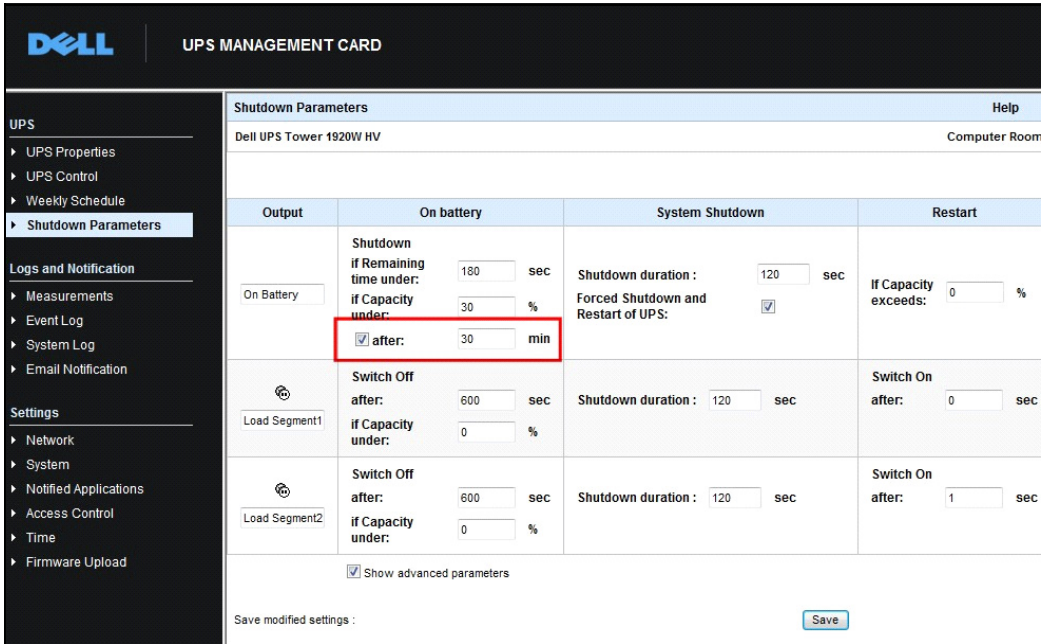 DELL
UPS MANAGEMENT CARD
UPS
UPS Properties
UPS Control
Weekly Schedule
Shutdown Parameters
Logs and Notification
Measurements
Event Log
System Log
Email Notification
Settings
Network
System
Notified Applications
Access Control
Time
Firmware Upload
Shutdown Parameters Help
Dell UPS Tower 1920W HV Computer Room
Output On battery System Shutdown Restart
On Battery
Shutdown
if Remaining
time under: 180 sec
if Capacity
under: 30 %
after: 30 min
Shutdown duration : 120 sec
Forced Shutdown and
Restart of UPS:
If Capacity
exceeds: 0 %
Load Segment1
Switch Off
after: 600 sec
if Capacity
under: 0 %
Shutdown duration : 120 sec
Switch On
after: 0 sec
Load Segment2
Switch Off
after: 600 sec
if Capacity
under: 0 %
Shutdown duration : 120 sec
Switch On
after: 1 sec
Show advanced parameters
Save modified settings : Save